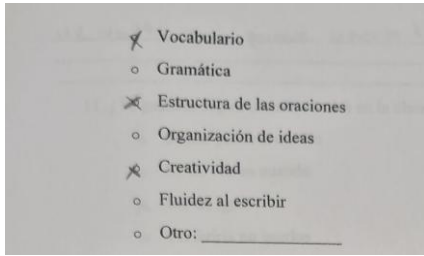 Vocabulario
Gramática
Estructura de las oraciones
Organización de ideas
Creatividad
Fluidez al escribir
Otro: